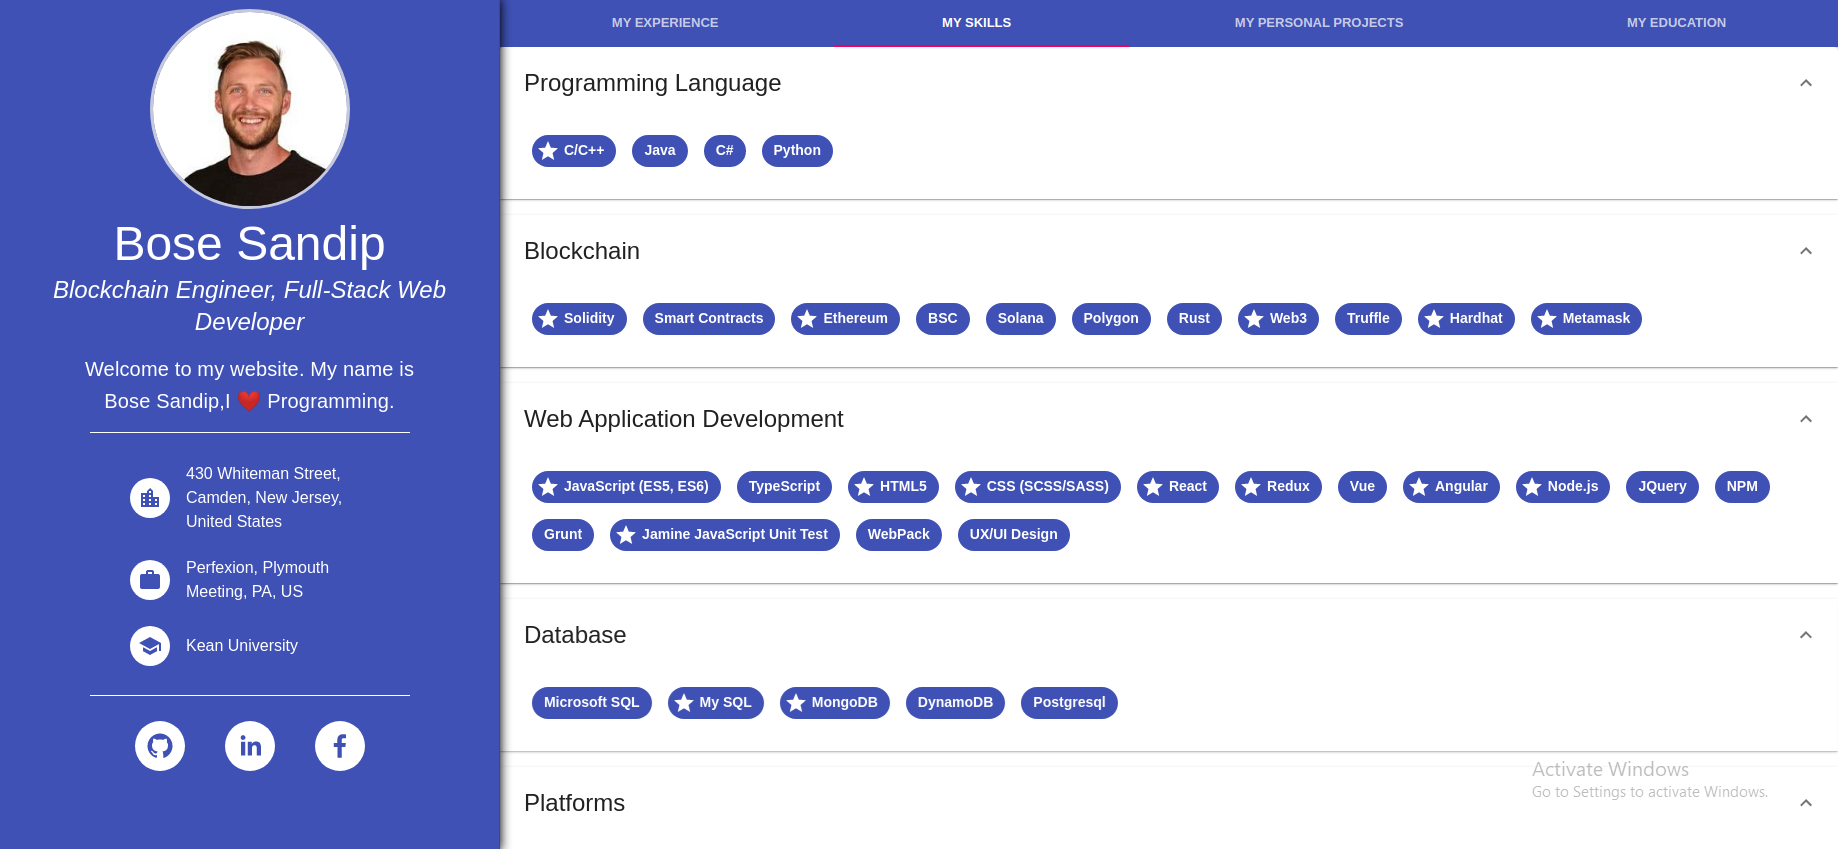 Bose Sandip
Blockchain Engineer, Full-Stack Web
Developer
Welcome to my website. My name is
Bose Sandip,I ❤️ Programming.
430 Whiteman Street,
Camden, New Jersey,
United States
Perfexion, Plymouth
Meeting, PA, US
Kean University
MY EXPERIENCE MY SKILLS MY PERSONAL PROJECTS MY EDUCATION
Programming Language
C/C++ Java C# Python
Blockchain
Solidity Smart Contracts Ethereum BSC Solana Polygon Rust Web3 Truffle Hardhat Metamask
Web Application Development
JavaScript (ES5, ES6) TypeScript HTML5 CSS (SCSS/SASS) React Redux Vue Angular Node.js JQuery NPM
Grunt Jamine JavaScript Unit Test WebPack UX/UI Design
Database
Microsoft SQL My SQL MongoDB DynamoDB Postgresql
Platforms
Activate Windows
Go to Settings to activate Windows.